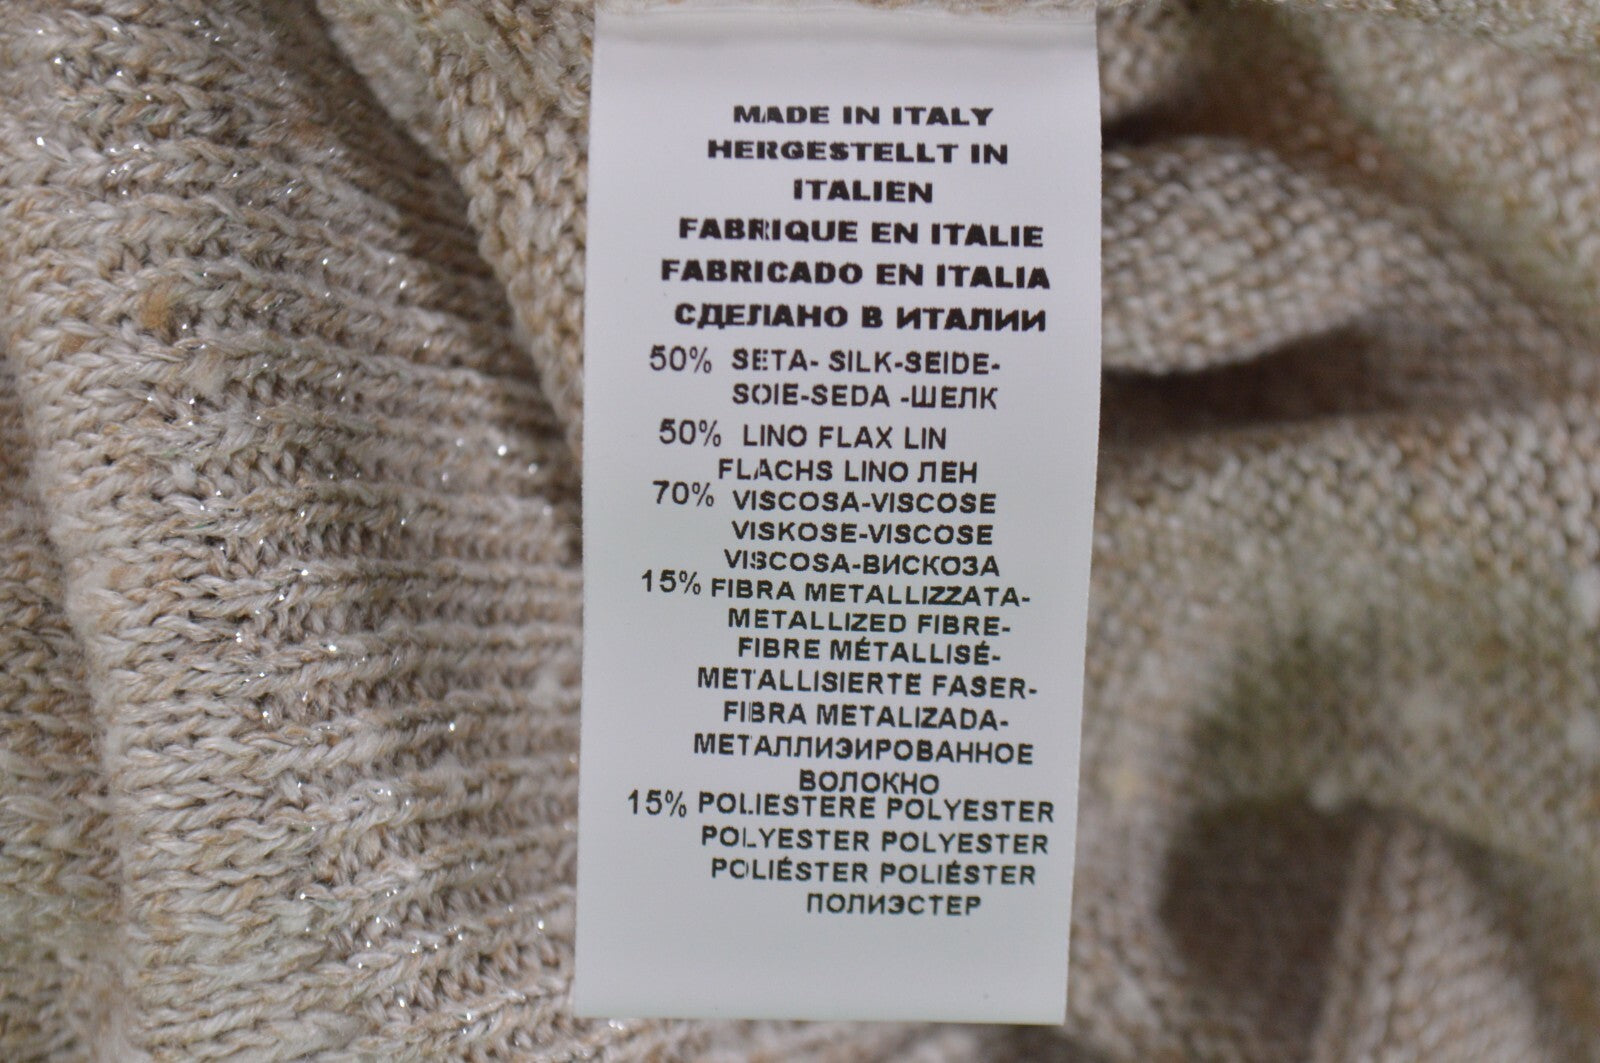 MADE IN ITALY
HERGESTELLT IN
ITALIEN
FABRIQUE EN ITALIE
FABRICADO EN ITALIA
СДЕЛАНО В ИТАЛИИ
50% SETA- SILK-SEIDE-
SOIE-SEDA -ШЕЛК
50% LINO FLAX LIN
FLACHS LINO ЛЕН
70% VISCOSA-VISCOSE
VISKOSE-VISCOSE
VISCOSA-ВИСКОЗА
15% FIBRA METALLIZZATA-
METALLIZED FIBRE-
FIBRE MÉTALLISÉ-
METALLISIERTE FASER-
FIBRA METALIZADA-
МЕТАЛЛИЭИРОВАННОЕ
ВОЛОКНО
15% POLIESTERE POLYESTER
POLYESTER POLYESTER
POLIÉSTER POLIÉSTER
ПОЛИЭСТЕР